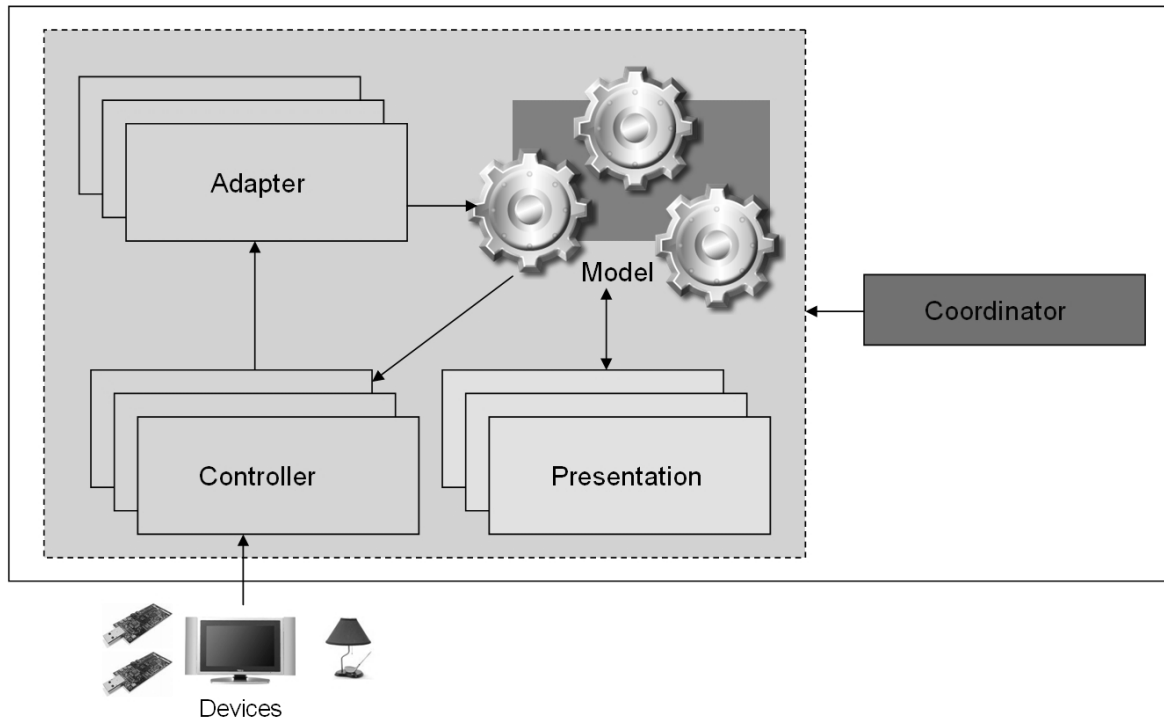 Adapter
Model
Coordinator
Controller
Presentation
Devices